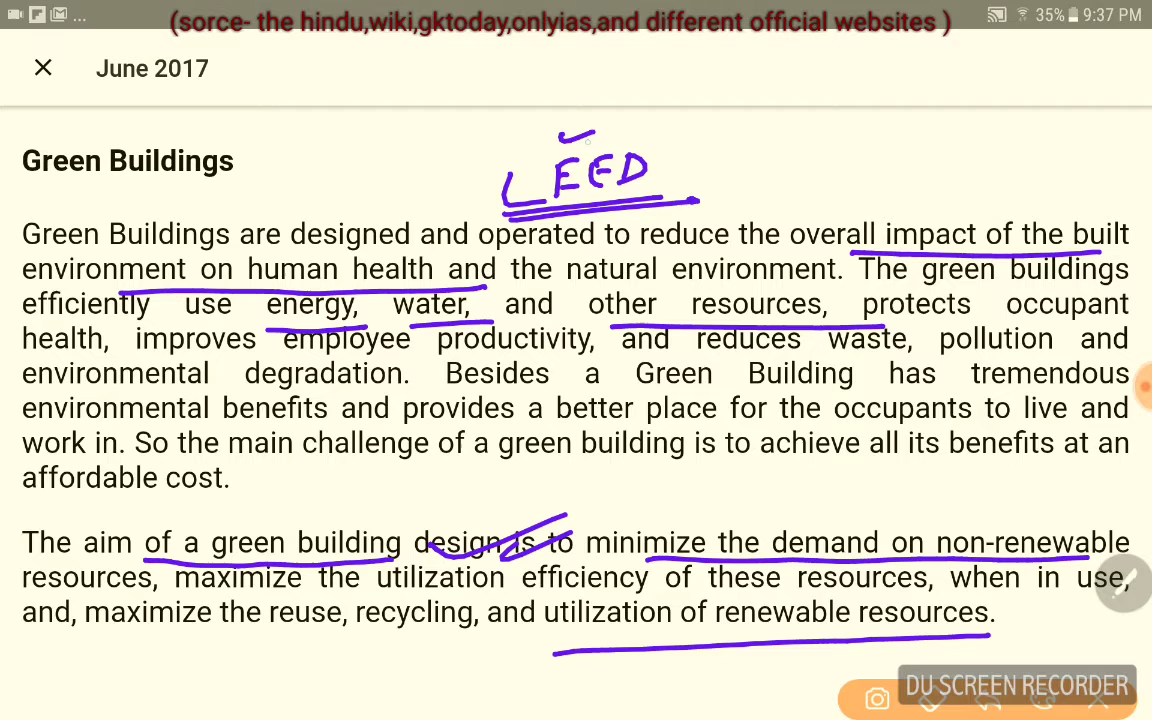 (sorce- the hindu,wiki,gktoday,onlyias,and different official websites )
... 35% 9:37 PM
× June 2017
LEED
Green Buildings
Green Buildings are designed and operated to reduce the overall impact of the built
environment on human health and the natural environment. The green buildings
efficiently use energy, water, and other resources, protects occupant
health, improves employee productivity, and reduces waste, pollution and
environmental degradation. Besides a Green Building has tremendous
environmental benefits and provides a better place for the occupants to live and
work in. So the main challenge of a green building is to achieve all its benefits at an
affordable cost.
The aim of a green building design is to minimize the demand on non-renewable
resources, maximize the utilization efficiency of these resources, when in use,
and, maximize the reuse, recycling, and utilization of renewable resources.
DU SCREEN RECORDER